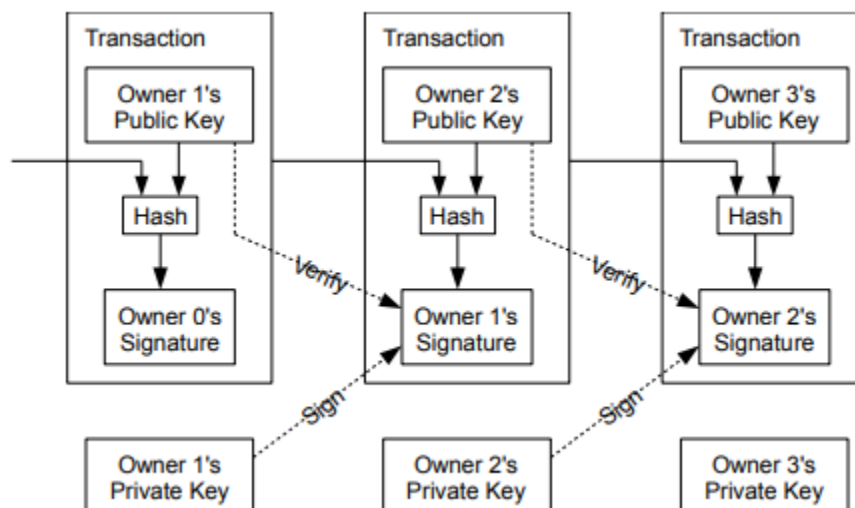 Transaction
Transaction
Transaction
Owner 1's
Public Key
Owner 2's
Public Key
Owner 3's
Public Key
Hash
Hash
Hash
Verify
Verify
Owner 0's
Signature
Owner 1's
Signature
Owner 2's
Signature
Sign
Sign
Owner 1's
Private Key
Owner 2's
Private Key
Owner 3's
Private Key